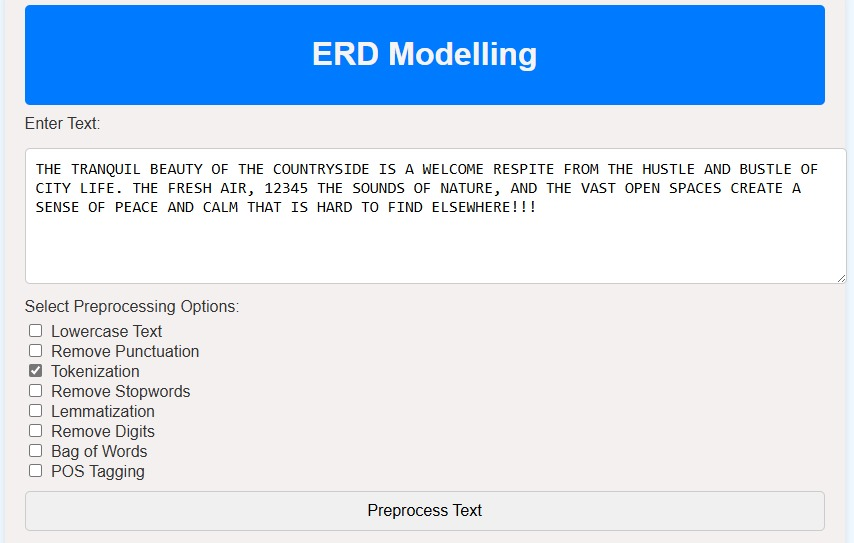 ERD Modelling
Enter Text:
THE TRANQUIL BEAUTY OF THE COUNTRYSIDE IS A WELCOME RESPITE FROM THE HUSTLE AND BUSTLE OF
CITY LIFE. THE FRESH AIR, 12345 THE SOUNDS OF NATURE, AND THE VAST OPEN SPACES CREATE A
SENSE OF PEACE AND CALM THAT IS HARD TO FIND ELSEWHERE!!!
Select Preprocessing Options:
Lowercase Text
Remove Punctuation
Tokenization
Remove Stopwords
Lemmatization
Remove Digits
Bag of Words
POS Tagging
Preprocess Text